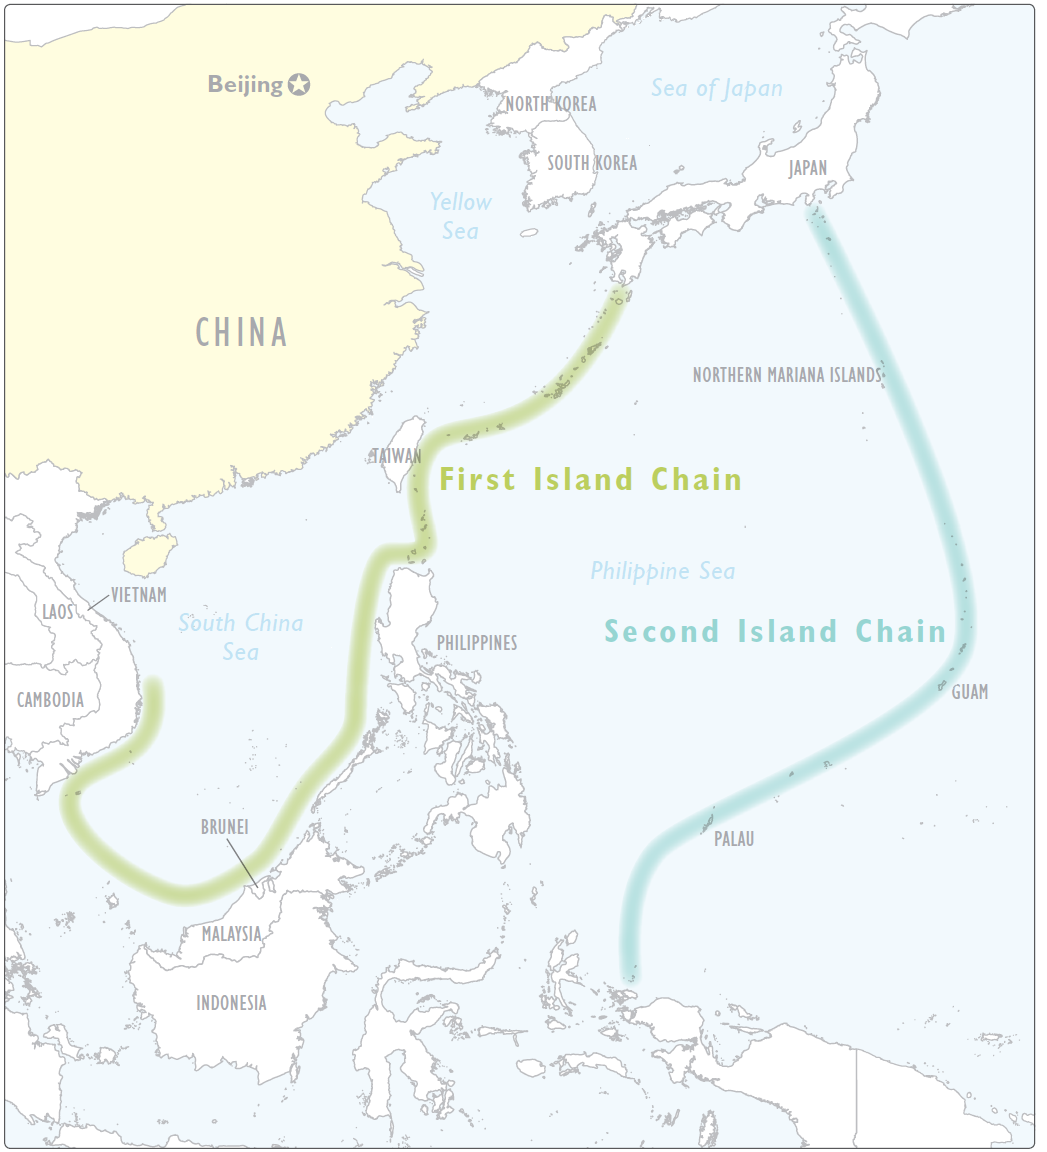 Beijing
Sea of Japan
NORTH KOREA
SOUTH KOREA
JAPAN
Yellow
Sea
CHINA
NORTHERN MARIANA ISLANDS
TAIWAN
First Island Chain
Philippine Sea
VIETNAM
LAOS
South China
Sea
Second Island Chain
PHILIPPINES
CAMBODIA
GUAM
BRUNEI
PALAU
MALAYSIA
INDONESIA